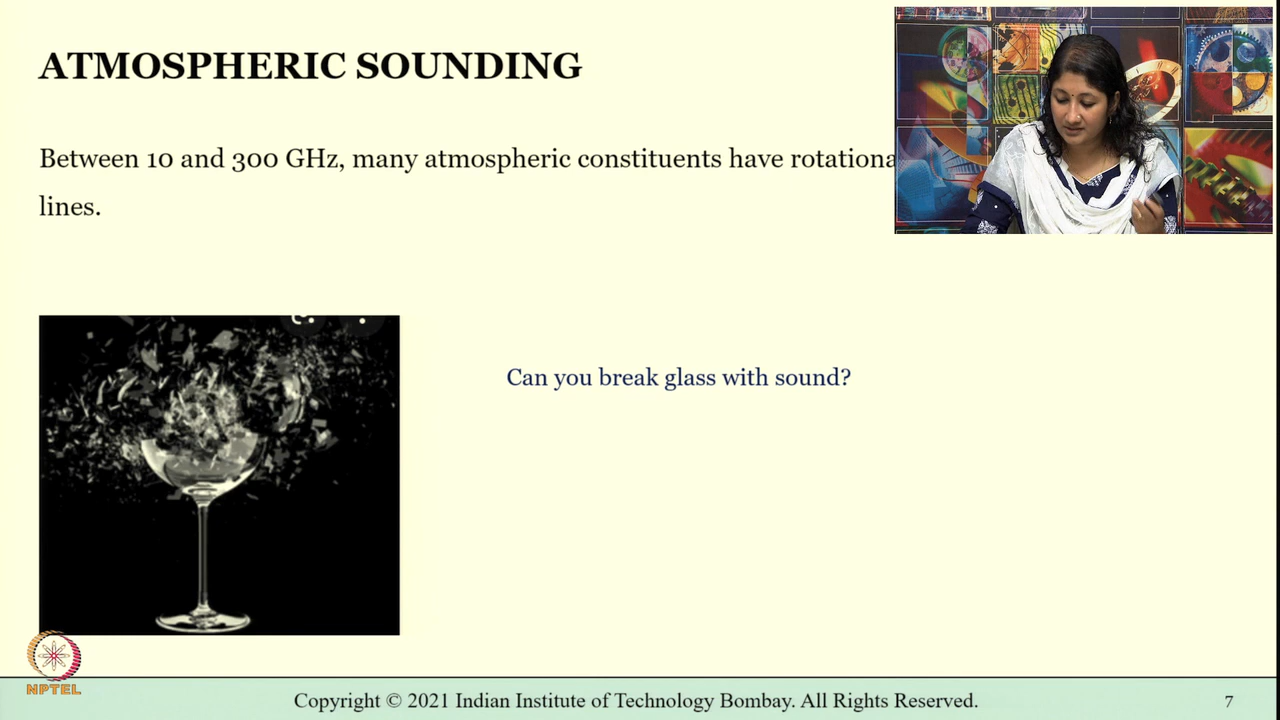 ATMOSPHERIC SOUNDING
Between 10 and 300 GHz, many atmospheric constituents have
lines.
Can you break glass with sound?
NPTEL
Copyright © 2021 Indian Institute of Technology Bombay. All Rights Reserved.
7